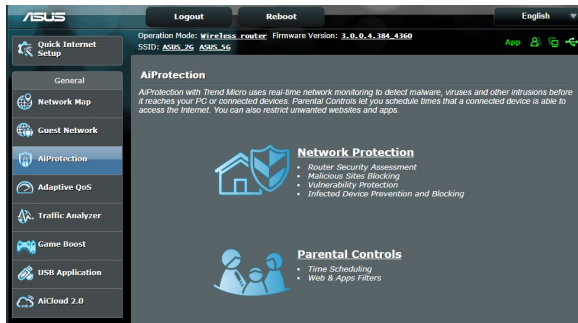 ASUS
Logout
Reboot
English
Quick Internet
Setup
Operation Mode: Wireless router Firmware Version: 3.0.0.4.384_4360
SSID: ASUS_2G ASUS_5G
App
General
Network Map
Guest Network
AiProtection
Adaptive QoS
Traffic Analyzer
Game Boost
USB Application
AiCloud 2.0
AiProtection
AiProtection with Trend Micro uses real-time network monitoring to detect malware, viruses and other intrusions before
it reaches your PC or connected devices. Parental Controls let you schedule times that a connected device is able to
access the Internet. You can also restrict unwanted websites and apps.
Network Protection
• Router Security Assessment
• Malicious Sites Blocking
• Vulnerability Protection
• Infected Device Prevention and Blocking
Parental Controls
• Time Scheduling
• Web & Apps Filters